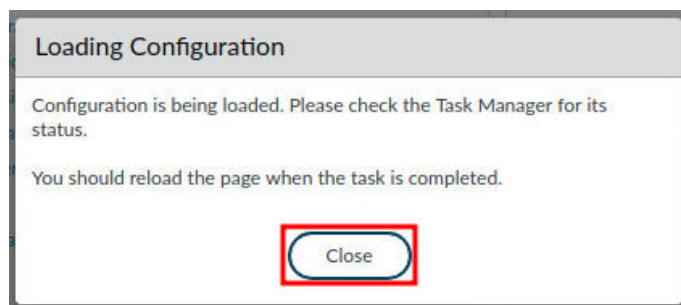 Loading Configuration
Configuration is being loaded. Please check the Task Manager for its
status.
You should reload the page when the task is completed.
Close